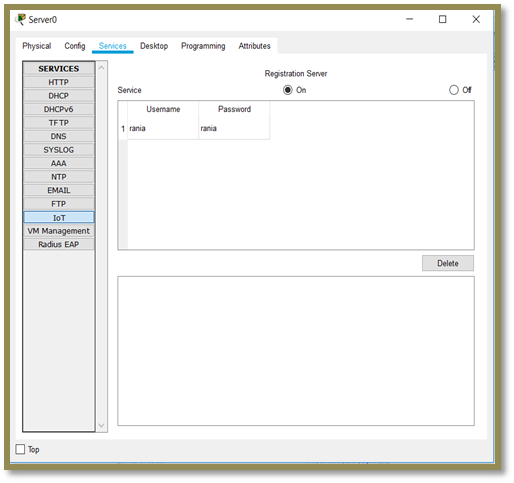 Server0
Physical Config Services Desktop Programming Attributes
SERVICES
HTTP
DHCP
DHCPv6
TFTP
DNS
SYSLOG
AAA
NTP
EMAIL
FTP
IoT
VM Management
Radius EAP
Registration Server
Service On Off
Username Password
1 rania rania
Delete
Top